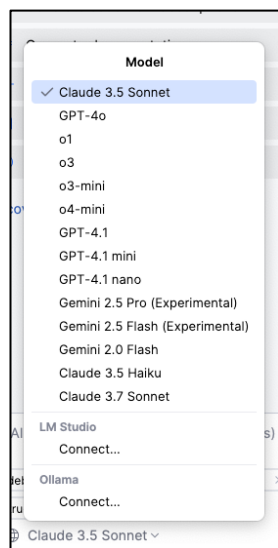 Model
✓ Claude 3.5 Sonnet
GPT-4o
o1
o3
o3-mini
o4-mini
GPT-4.1
GPT-4.1 mini
GPT-4.1 nano
Gemini 2.5 Pro (Experimental)
Gemini 2.5 Flash (Experimental)
Gemini 2.0 Flash
Claude 3.5 Haiku
Claude 3.7 Sonnet
LM Studio
Connect...
AI
s)
Ollama
Connect...
Claude 3.5 Sonnet